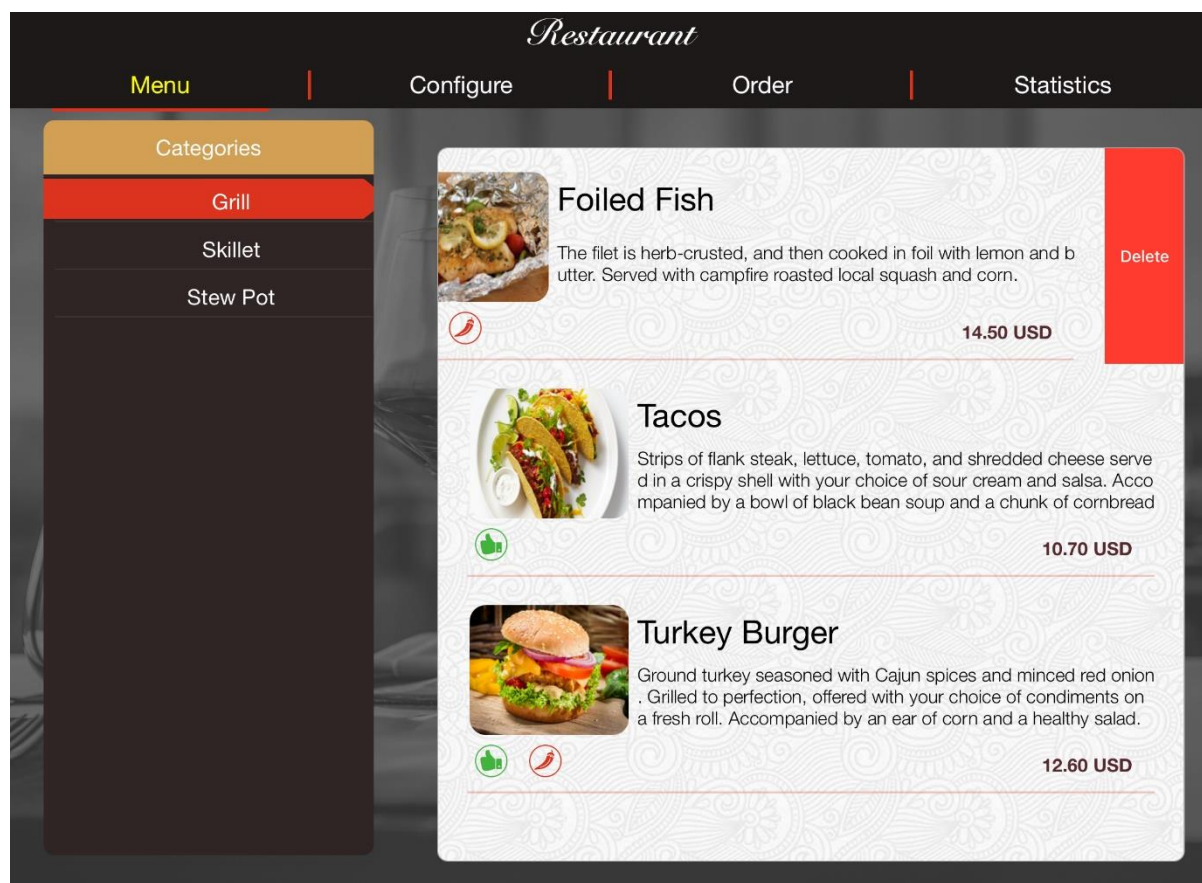 Restaurant
Menu
Configure
Order
Statistics
Categories
Grill
Skillet
Stew Pot
Foiled Fish
The filet is herb-crusted, and then cooked in foil with lemon and b
utter. Served with campfire roasted local squash and corn.
Delete
14.50 USD
Tacos
Strips of flank steak, lettuce, tomato, and shredded cheese serve
d in a crispy shell with your choice of sour cream and salsa. Acco
mpanied by a bowl of black bean soup and a chunk of cornbread
10.70 USD
Turkey Burger
Ground turkey seasoned with Cajun spices and minced red onion
. Grilled to perfection, offered with your choice of condiments on
a fresh roll. Accompanied by an ear of corn and a healthy salad.
12.60 USD